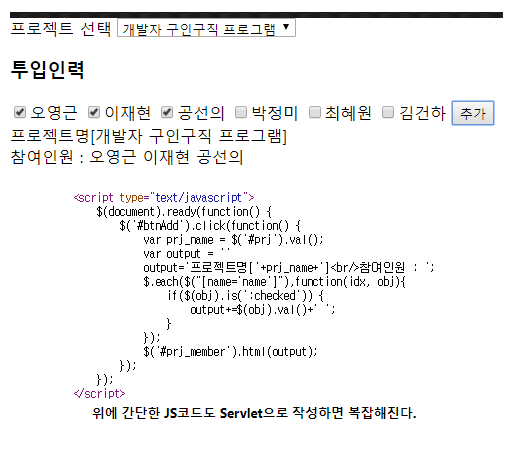 프로젝트 선택 개발자 구인구직 프로그램
투입인력
오영근 이재현 공선의 박정미 최혜원 김건하 추가
프로젝트명[개발자 구인구직 프로그램]
참여인원 : 오영근 이재현 공선의
<script type="text/javascript">
$(document).ready(function() {
$('#btnAdd').click(function() {
var prj_name = $('#prj').val();
var output = ''
output='프로젝트명['+prj_name+']<br/>참여인원 : ';
$.each($("[name='name']"),function(idx, obj){
if($(obj).is(':checked')) {
output+=$(obj).val()+' ';
}
});
$('#prj_member').html(output);
});
});
</script>
위에 간단한 JS코드도 Servlet으로 작성하면 복잡해진다.